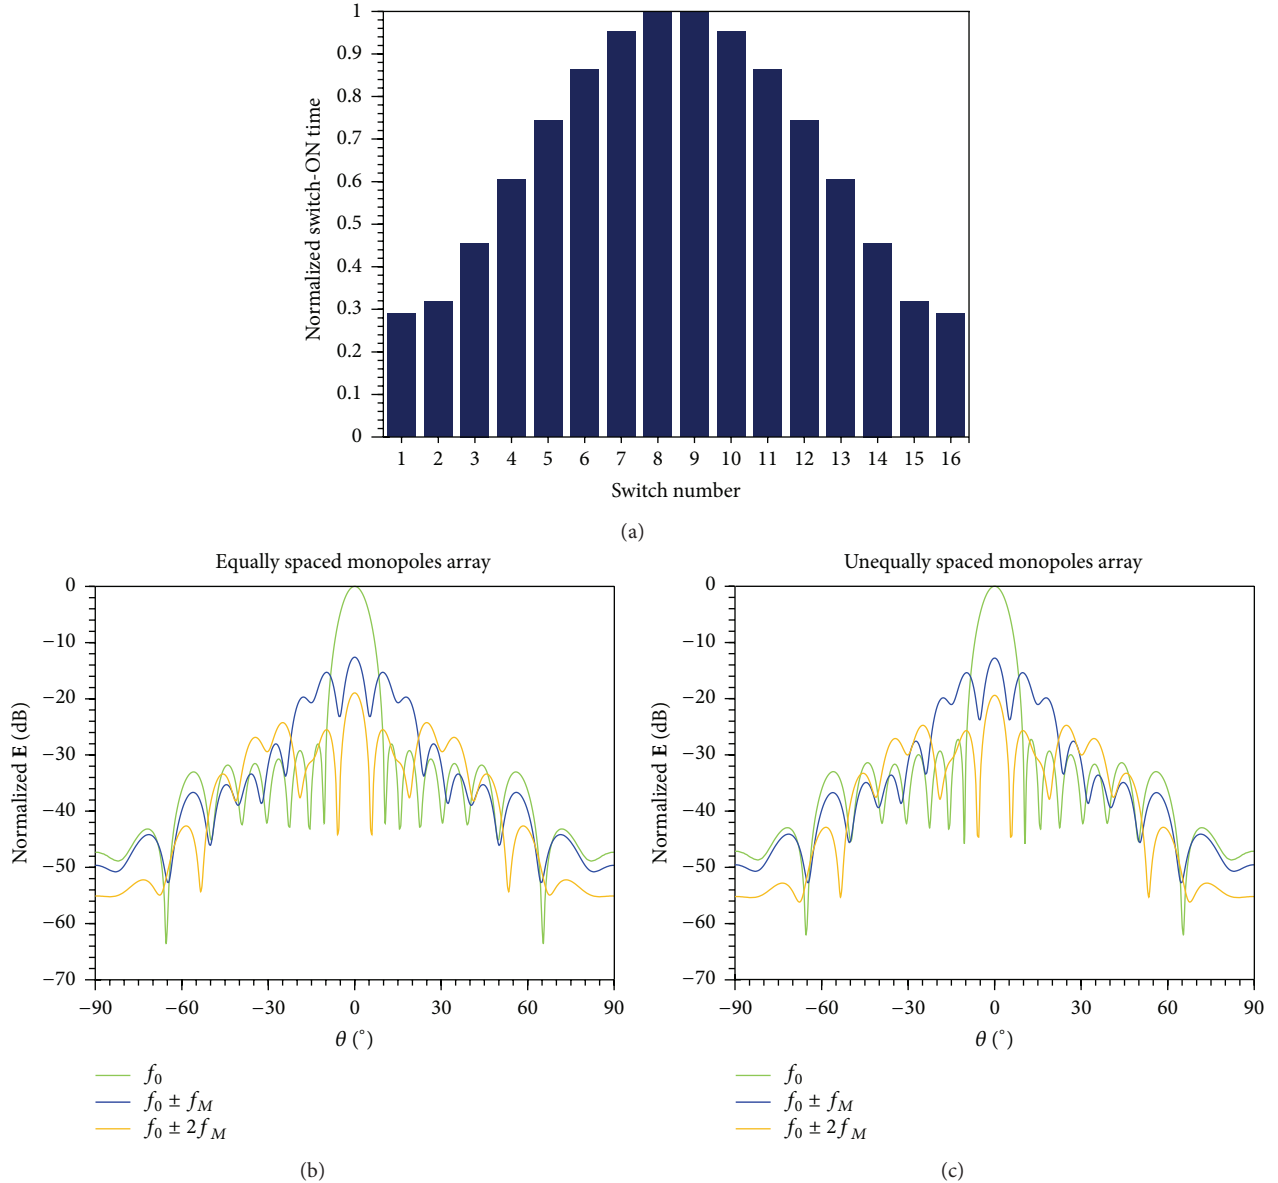 1
0.9
0.8
0.7
0.6
0.5
0.4
0.3
0.2
0.1
0
Normalized switch-ON time
1 2 3 4 5 6 7 8 9 10 11 12 13 14 15 16
Switch number
(a)
Equally spaced monopoles array
0
−10
−20
−30
−40
−50
−60
−70
Normalized E (dB)
−90 −60 −30 0 30 60 90
θ (°)
f₀
f₀ ± f_M
f₀ ± 2f_M
(b)
Unequally spaced monopoles array
0
−10
−20
−30
−40
−50
−60
−70
Normalized E (dB)
−90 −60 −30 0 30 60 90
θ (°)
f₀
f₀ ± f_M
f₀ ± 2f_M
(c)